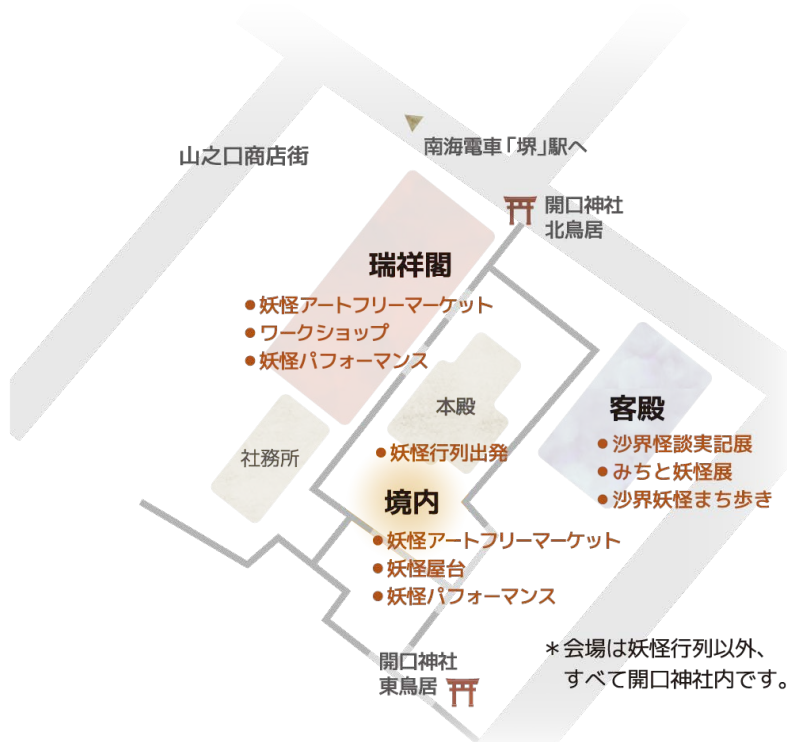 山之口商店街
南海電車「堺」駅へ
開口神社
北鳥居
瑞祥閣
●妖怪アートフリーマーケット
●ワークショップ
●妖怪パフォーマンス
本殿
客殿
●沙界怪談実記展
●みちと妖怪展
●沙界妖怪まち歩き
社務所
●妖怪行列出発
境内
●妖怪アートフリーマーケット
●妖怪屋台
●妖怪パフォーマンス
開口神社
東鳥居
＊会場は妖怪行列以外、
すべて開口神社内です。